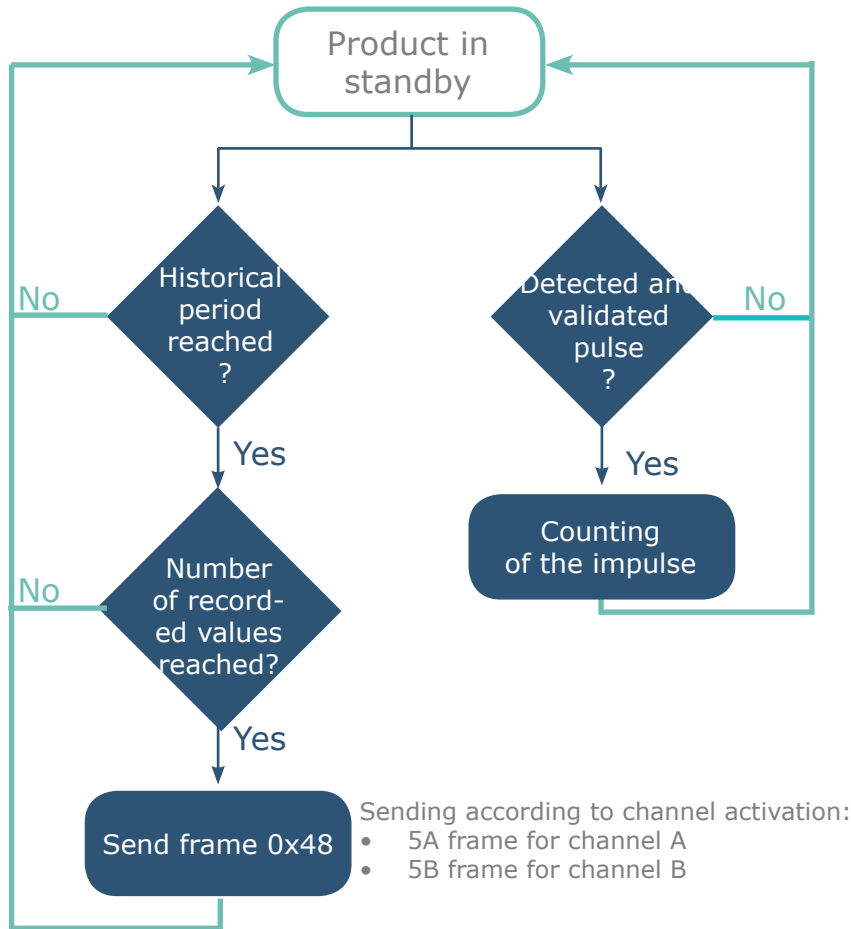 Product in
standby
Historical
period
reached
?
No
Detected and
validated
pulse
?
No
Yes
Yes
Counting
of the impulse
Number
of record-
ed values
reached?
No
Yes
Send frame 0x48
Sending according to channel activation:
• 5A frame for channel A
• 5B frame for channel B